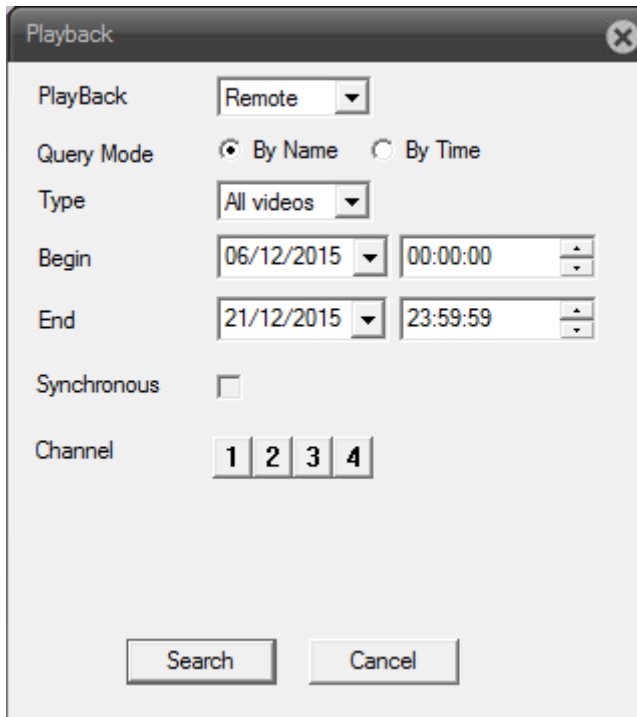 Playback
PlayBack Remote
Query Mode By Name By Time
Type All videos
Begin 06/12/2015 00:00:00
End 21/12/2015 23:59:59
Synchronous
Channel 1 2 3 4
Search Cancel